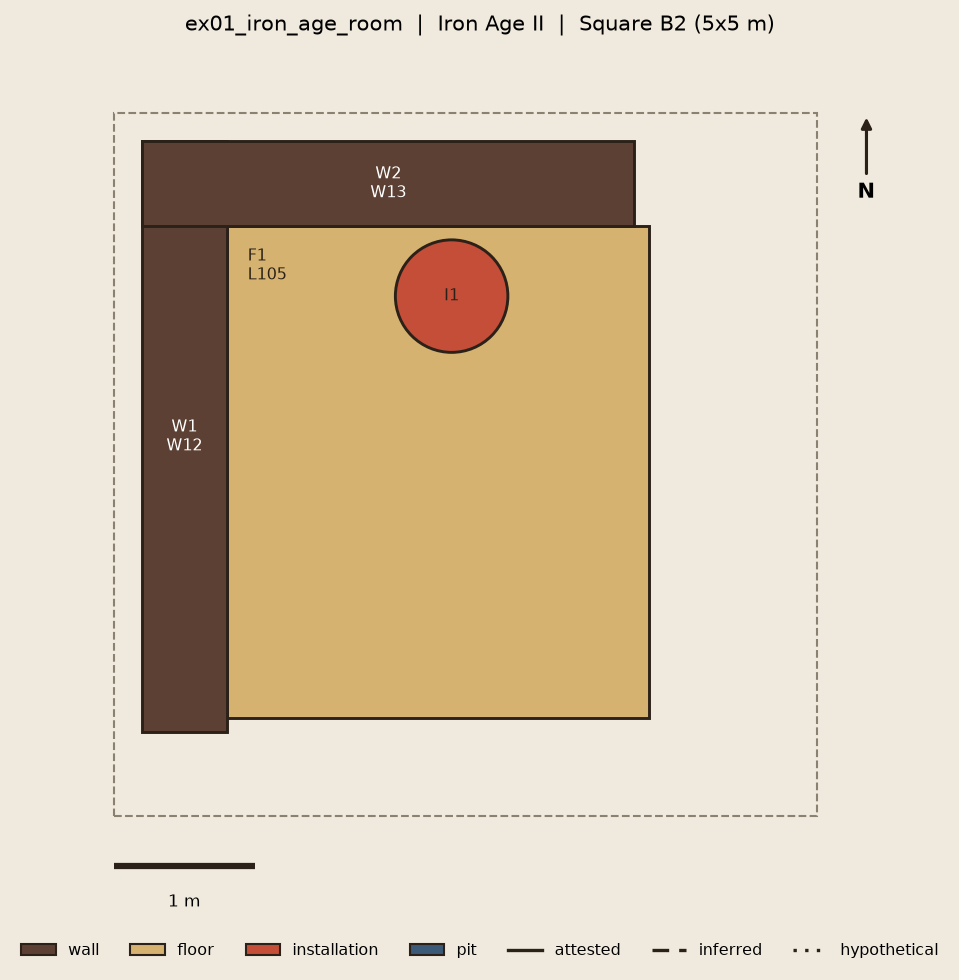 ex01_iron_age_room | Iron Age II | Square B2 (5x5 m)
N
W2
W13
F1
L105
I1
W1
W12
1 m
wall floor installation pit attested inferred hypothetical